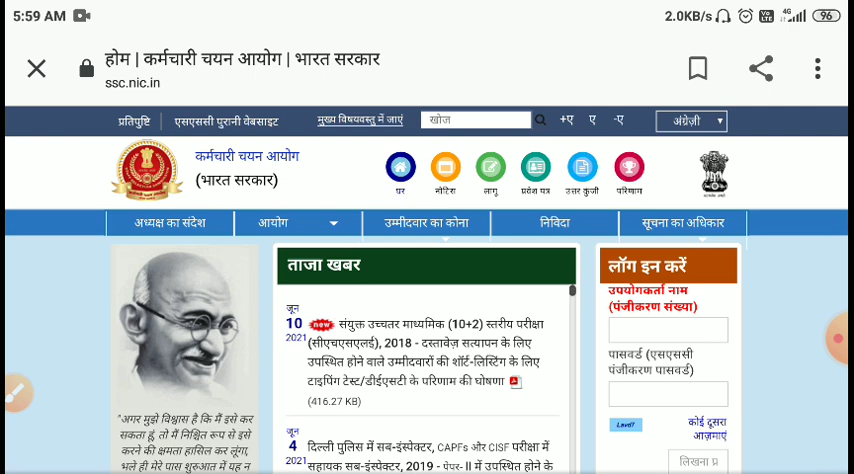 5:59 AM 2.0KB/s 4G 96
होम | कर्मचारी चयन आयोग | भारत सरकार
ssc.nic.in
प्रतिपुष्टि एसएससी पुरानी वेबसाइट मुख्य विषयवस्तु में जाएं खोज +ए ए -ए अंग्रेज़ी
कर्मचारी चयन आयोग
(भारत सरकार)
घर नोटिस लागू प्रवेश पत्र उत्तर कुजी परिणाम
अध्यक्ष का संदेश आयोग उम्मीदवार का कोना निविदा सूचना का अधिकार
ताजा खबर
जून
10
2021
new संयुक्त उच्चतर माध्यमिक (10+2) स्तरीय परीक्षा
(सीएचएसएलई), 2018 - दस्तावेज़ सत्यापन के लिए
उपस्थित होने वाले उम्मीदवारों की शॉर्ट-लिस्टिंग के लिए
टाइपिंग टेस्ट/डीईएसटी के परिणाम की घोषणा
(416.27 KB)
जून
4
2021
दिल्ली पुलिस में सब-इंस्पेक्टर, CAPFs और CISF परीक्षा में
सहायक सब-इंस्पेक्टर, 2019 - पेपर- II में उपस्थित होने के
लॉग इन करें
उपयोगकर्ता नाम
(पंजीकरण संख्या)
पासवर्ड (एसएससी
पंजीकरण पासवर्ड)
कोई दूसरा
आज़माएं
लिखना प्र
"अगर मुझे विश्वास है कि मैं इसे कर
सकता हूं, तो मैं निश्चित रूप से इसे
करने की क्षमता हासिल कर लूंगा,
भले ही मेरे पास शुरुआत में यह न